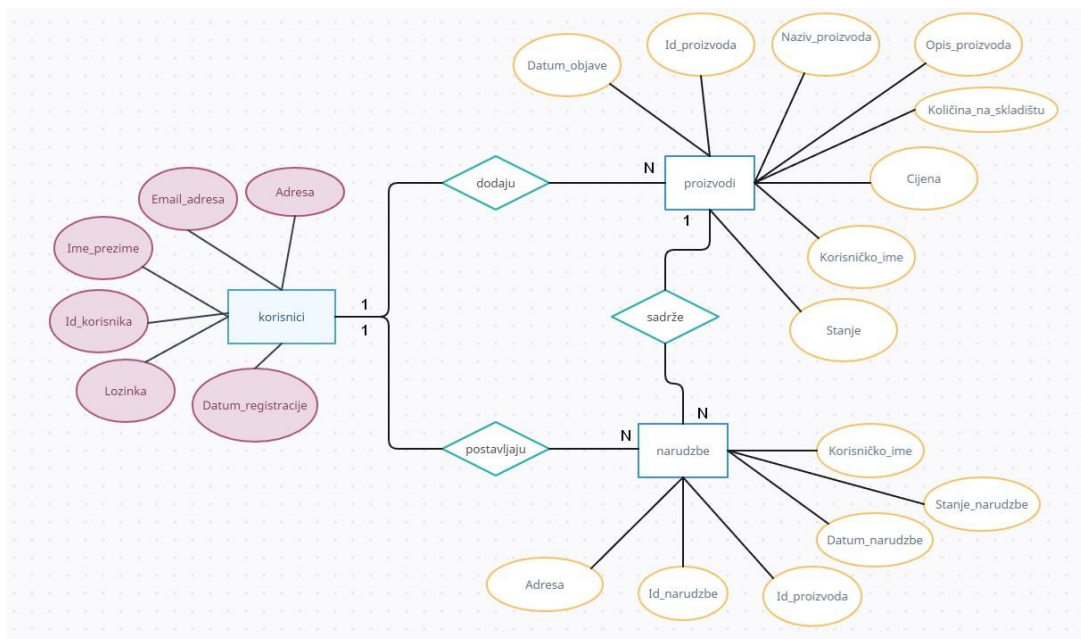 Naziv_proizvoda
Id_proizvoda
Opis_proizvoda
Datum_objave
Količina_na_skladištu
N
dodaju
proizvodi
Cijena
Email_adresa
Adresa
1
Ime_prezime
Korisničko_ime
1
korisnici
sadrže
Id_korisnika
1
Stanje
Lozinka
Datum_registracije
N
N
postavljaju
narudzbe
Korisničko_ime
Stanje_narudzbe
Datum_narudzbe
Adresa
Id_narudzbe
Id_proizvoda